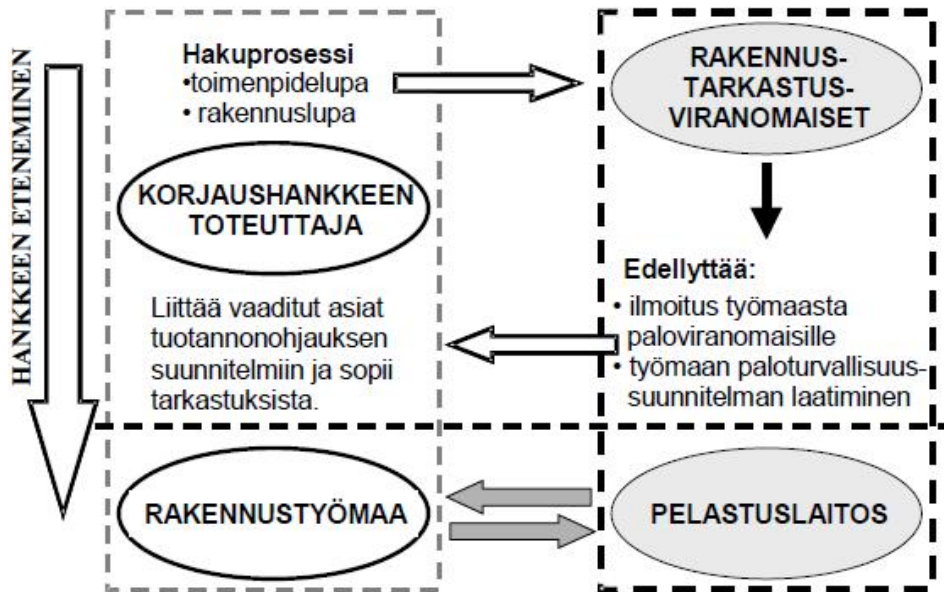 HANKKEEN ETENEMINEN
Hakuprosessi
•toimenpidelupa
• rakennuslupa
KORJAUSHANKKEEN
TOTEUTTAJA
Liittää vaaditut asiat
tuotannonohjauksen
suunnitelmiin ja sopii
tarkastuksista.
RAKENNUS-
TARKASTUS-
VIRANOMAISET
Edellyttää:
• ilmoitus työmaasta
paloviranomaisille
• työmaan paloturvallisuus-
suunnitelman laatiminen
RAKENNUSTYÖMAA
PELASTUSLAITOS